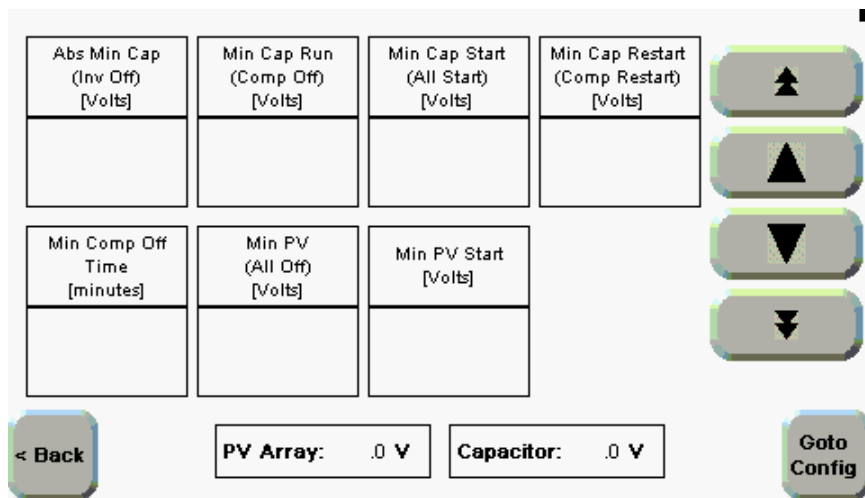 Abs Min Cap
(Inv Off)
[Volts]
Min Cap Run
(Comp Off)
[Volts]
Min Cap Start
(All Start)
[Volts]
Min Cap Restart
(Comp Restart)
[Volts]
Min Comp Off
Time
[minutes]
Min PV
(All Off)
[Volts]
Min PV Start
[Volts]
< Back
PV Array: .0 V
Capacitor: .0 V
Goto
Config